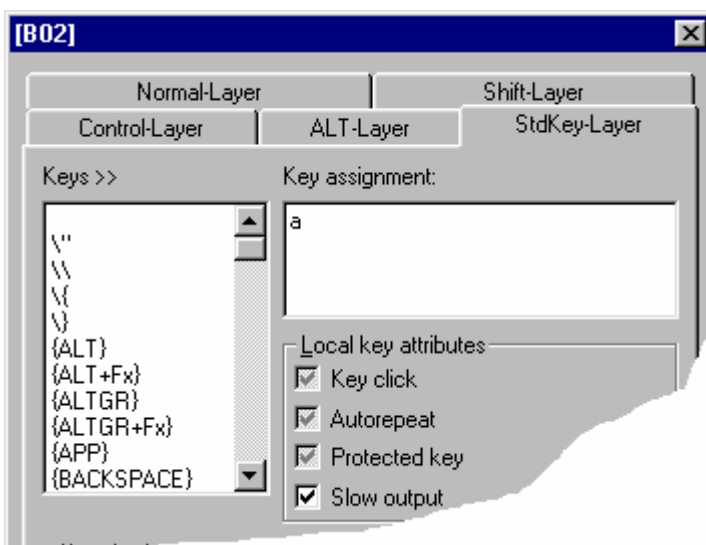 [B02]
Normal-Layer
Shift-Layer
Control-Layer
ALT-Layer
StdKey-Layer
Keys >>
Key assignment:
\"
\\
\{
\}
{ALT}
{ALT+Fx}
{ALTGR}
{ALTGR+Fx}
{APP}
{BACKSPACE}
a
Local key attributes
Key click
Autorepeat
Protected key
Slow output